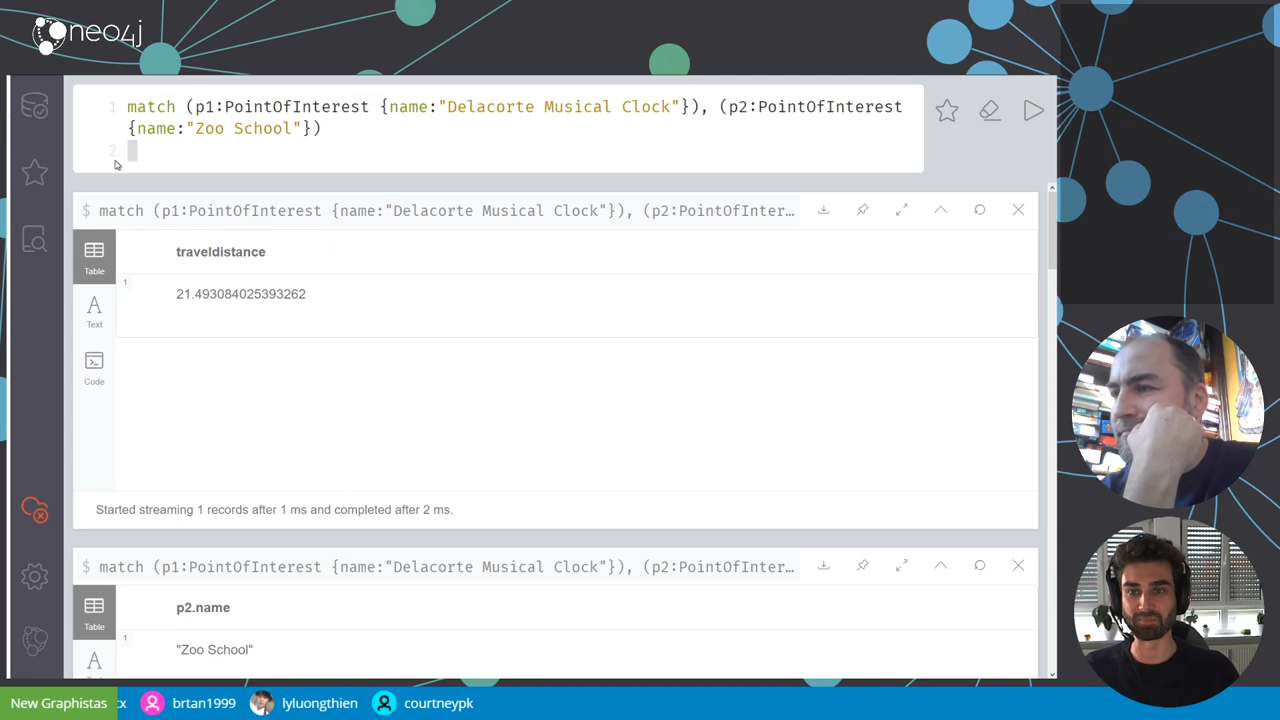 neo4j
1 match (p1:PointOfInterest {name:"Delacorte Musical Clock"}), (p2:PointOfInterest
{name:"Zoo School"})
2
$ match (p1:PointOfInterest {name:"Delacorte Musical Clock"}), (p2:PointOfInter…
Table
traveldistance
1
21.493084025393262
Text
Code
Started streaming 1 records after 1 ms and completed after 2 ms.
$ match (p1:PointOfInterest {name:"Delacorte Musical Clock"}), (p2:PointOfInter…
Table
p2.name
1
"Zoo School"
New Graphistas cx brtan1999 lyluongthien courtneypk